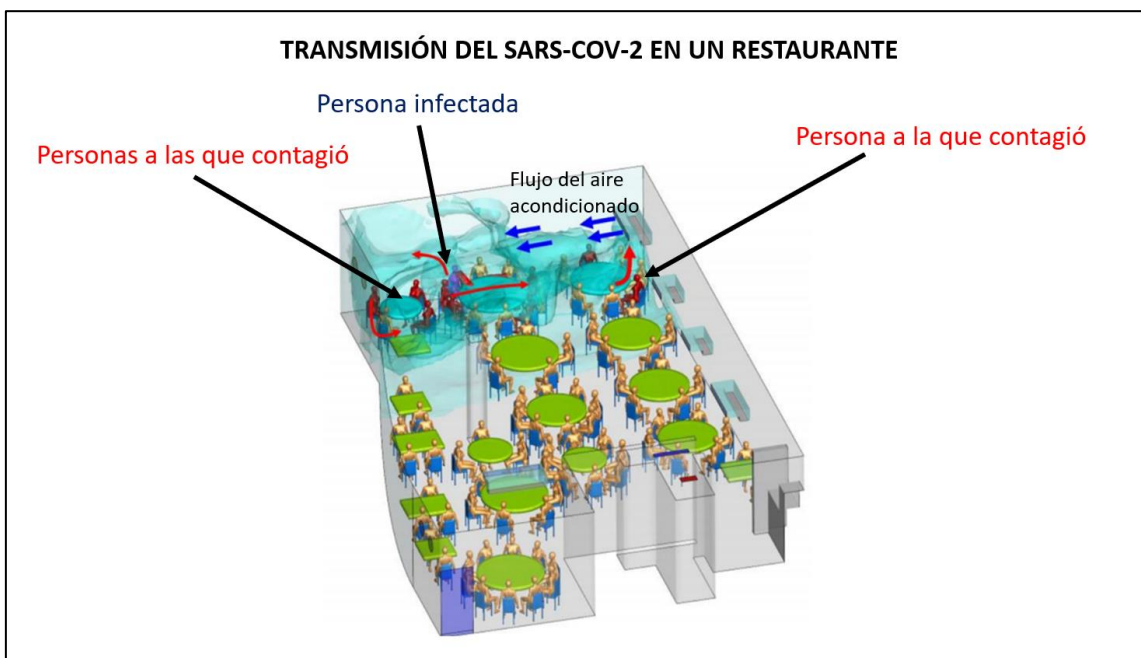 TRANSMISIÓN DEL SARS-COV-2 EN UN RESTAURANTE
Persona infectada
Personas a las que contagió
Persona a la que contagió
Flujo del aire
acondicionado